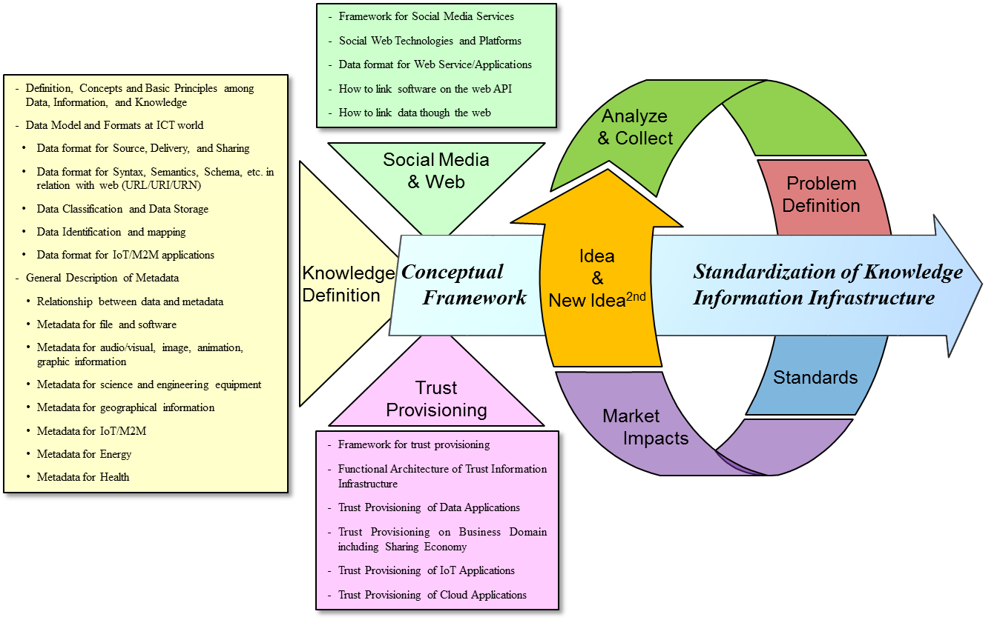 - Framework for Social Media Services
- Social Web Technologies and Platforms
- Data format for Web Service/Applications
- How to link software on the web API
- How to link data though the web
- Definition, Concepts and Basic Principles among
Data, Information, and Knowledge
- Data Model and Formats at ICT world
• Data format for Source, Delivery, and Sharing
• Data format for Syntax, Semantics, Schema, etc. in
relation with web (URL/URI/URN)
• Data Classification and Data Storage
• Data Identification and mapping
• Data format for IoT/M2M applications
- General Description of Metadata
• Relationship between data and metadata
• Metadata for file and software
• Metadata for audio/visual, image, animation,
graphic information
• Metadata for science and engineering equipment
• Metadata for geographical information
• Metadata for IoT/M2M
• Metadata for Energy
• Metadata for Health
Social Media
& Web
Knowledge
Definition
Trust
Provisioning
- Framework for trust provisioning
- Functional Architecture of Trust Information
Infrastructure
- Trust Provisioning of Data Applications
- Trust Provisioning on Business Domain
including Sharing Economy
- Trust Provisioning of IoT Applications
- Trust Provisioning of Cloud Applications
Conceptual
Framework
Idea
&
New Idea2nd
Analyze
& Collect
Problem
Definition
Standardization of Knowledge
Information Infrastructure
Standards
Market
Impacts